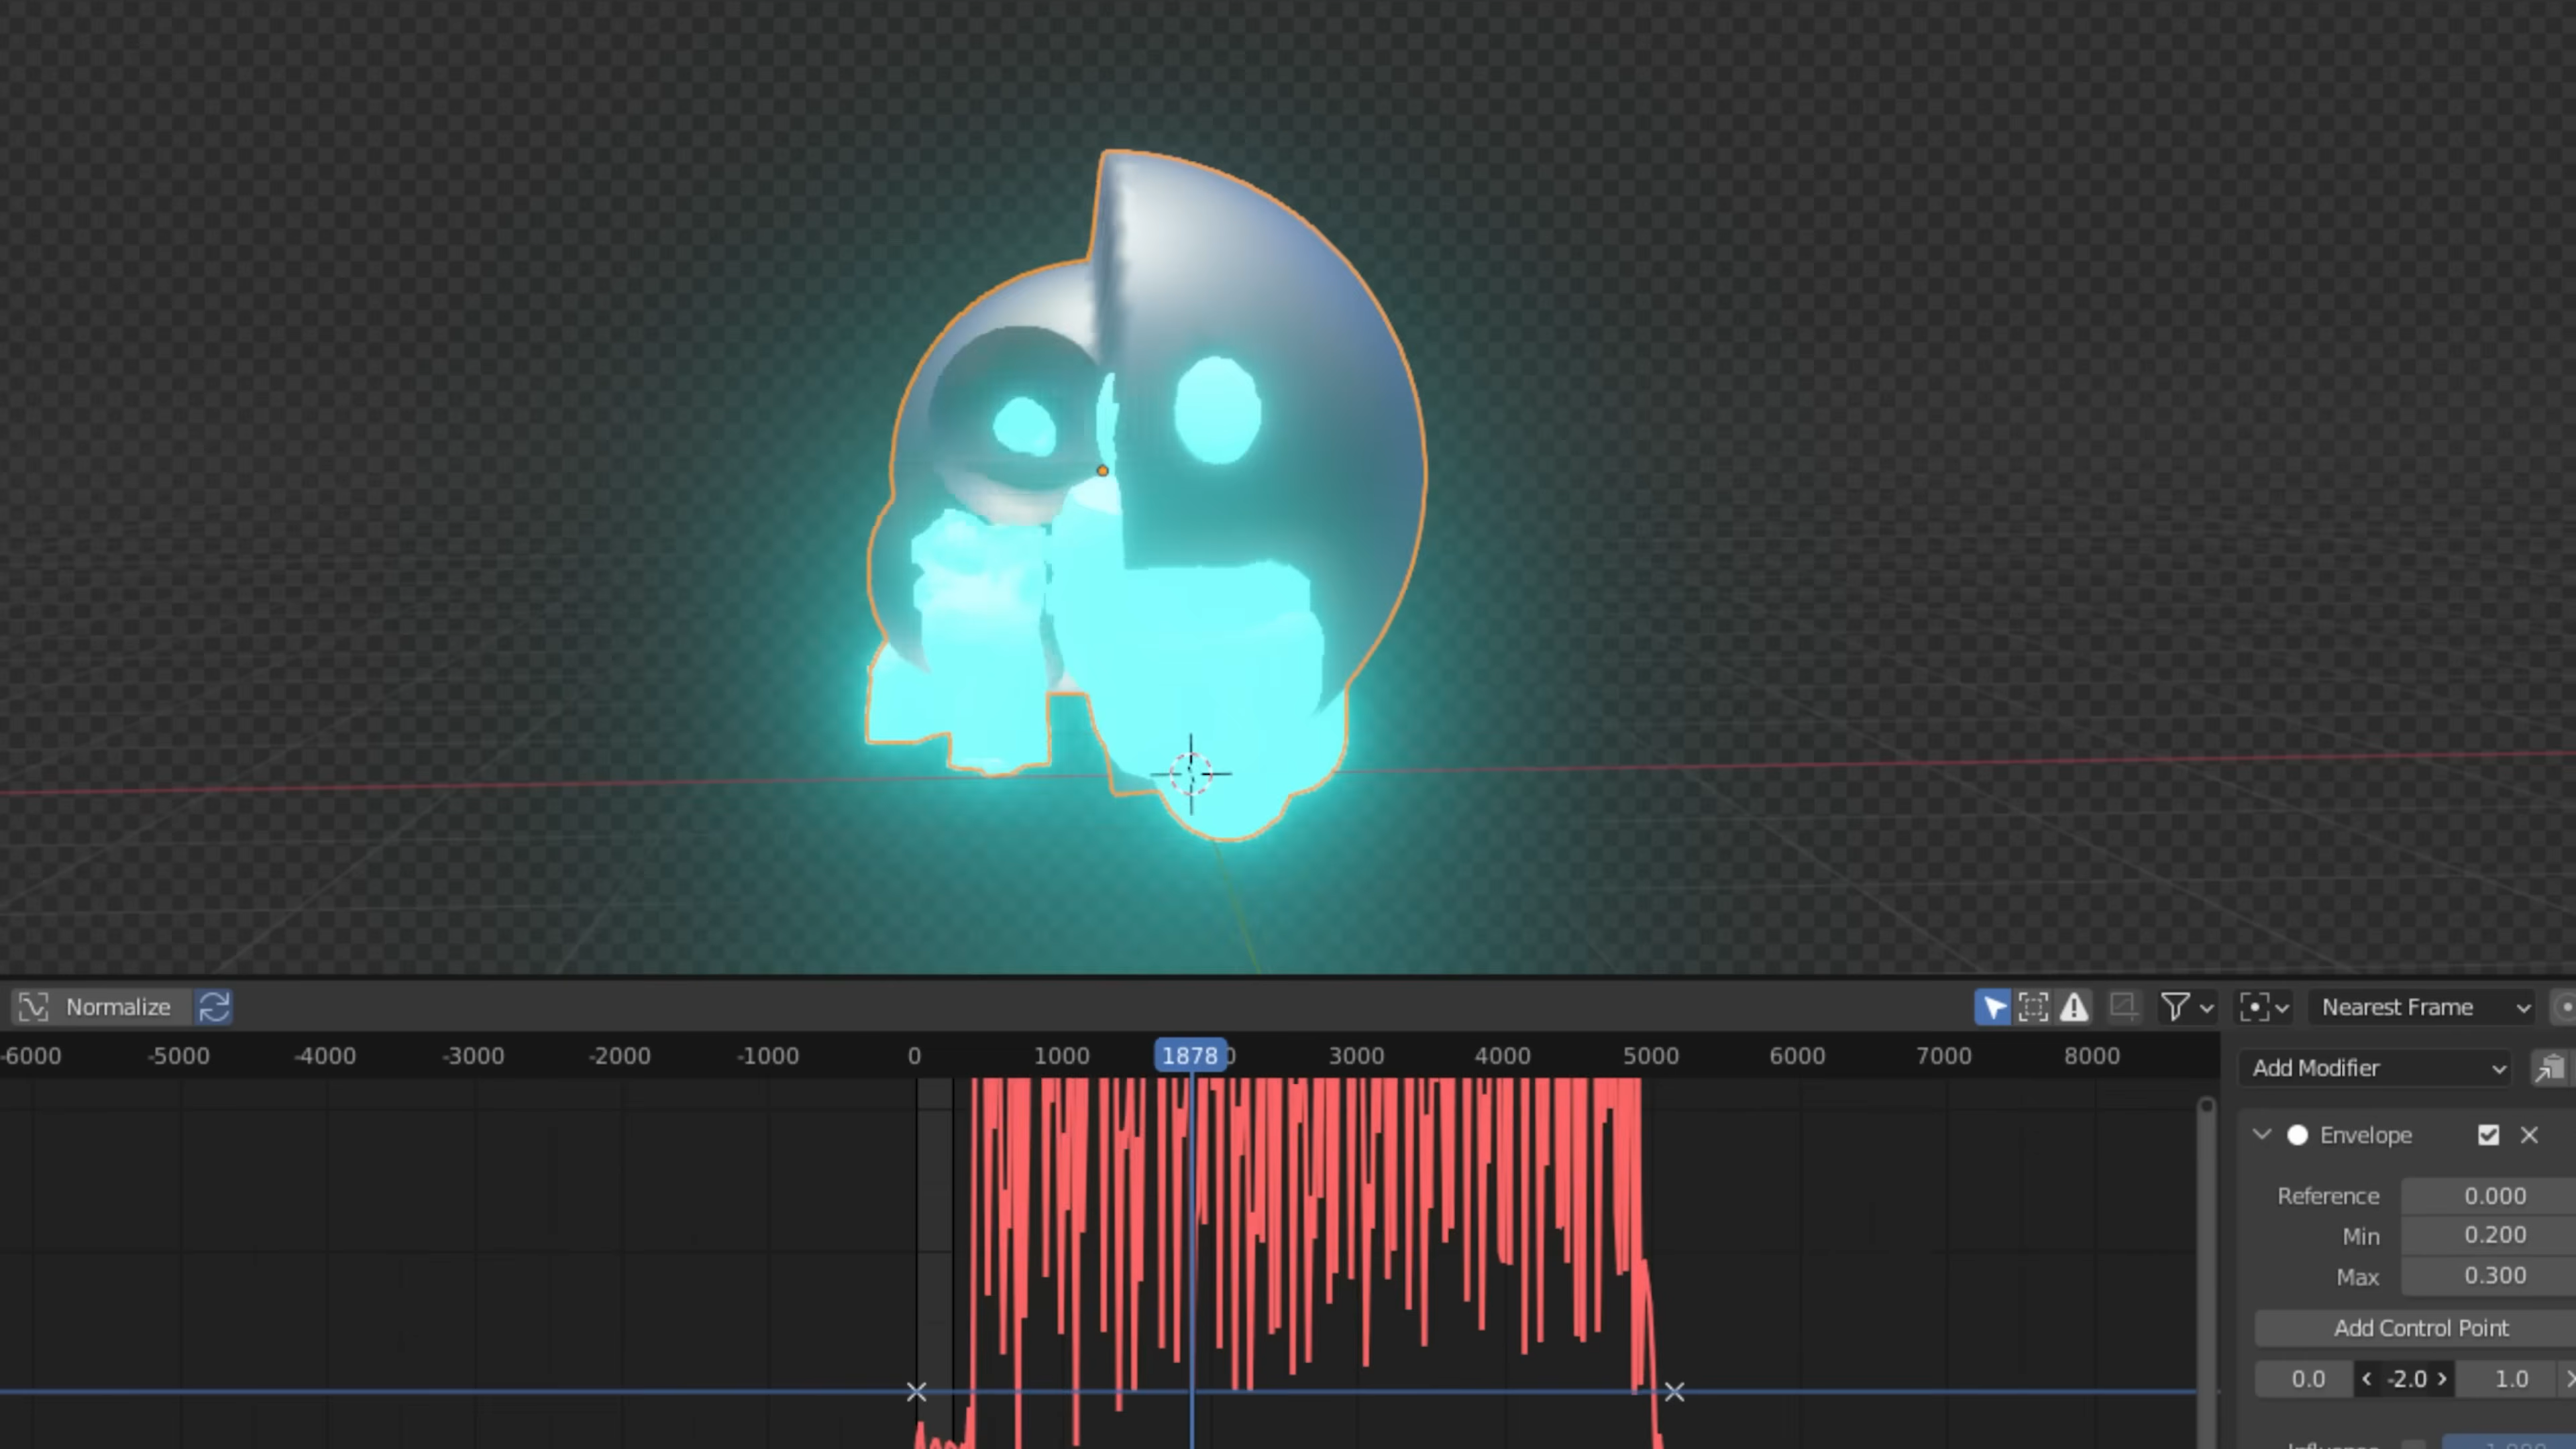 Normalize
Nearest Frame
-6000 -5000 -4000 -3000 -2000 -1000 0 1000 1878 3000 4000 5000 6000 7000 8000
Add Modifier
Envelope
Reference 0.000
Min 0.200
Max 0.300
Add Control Point
0.0 -2.0 1.0